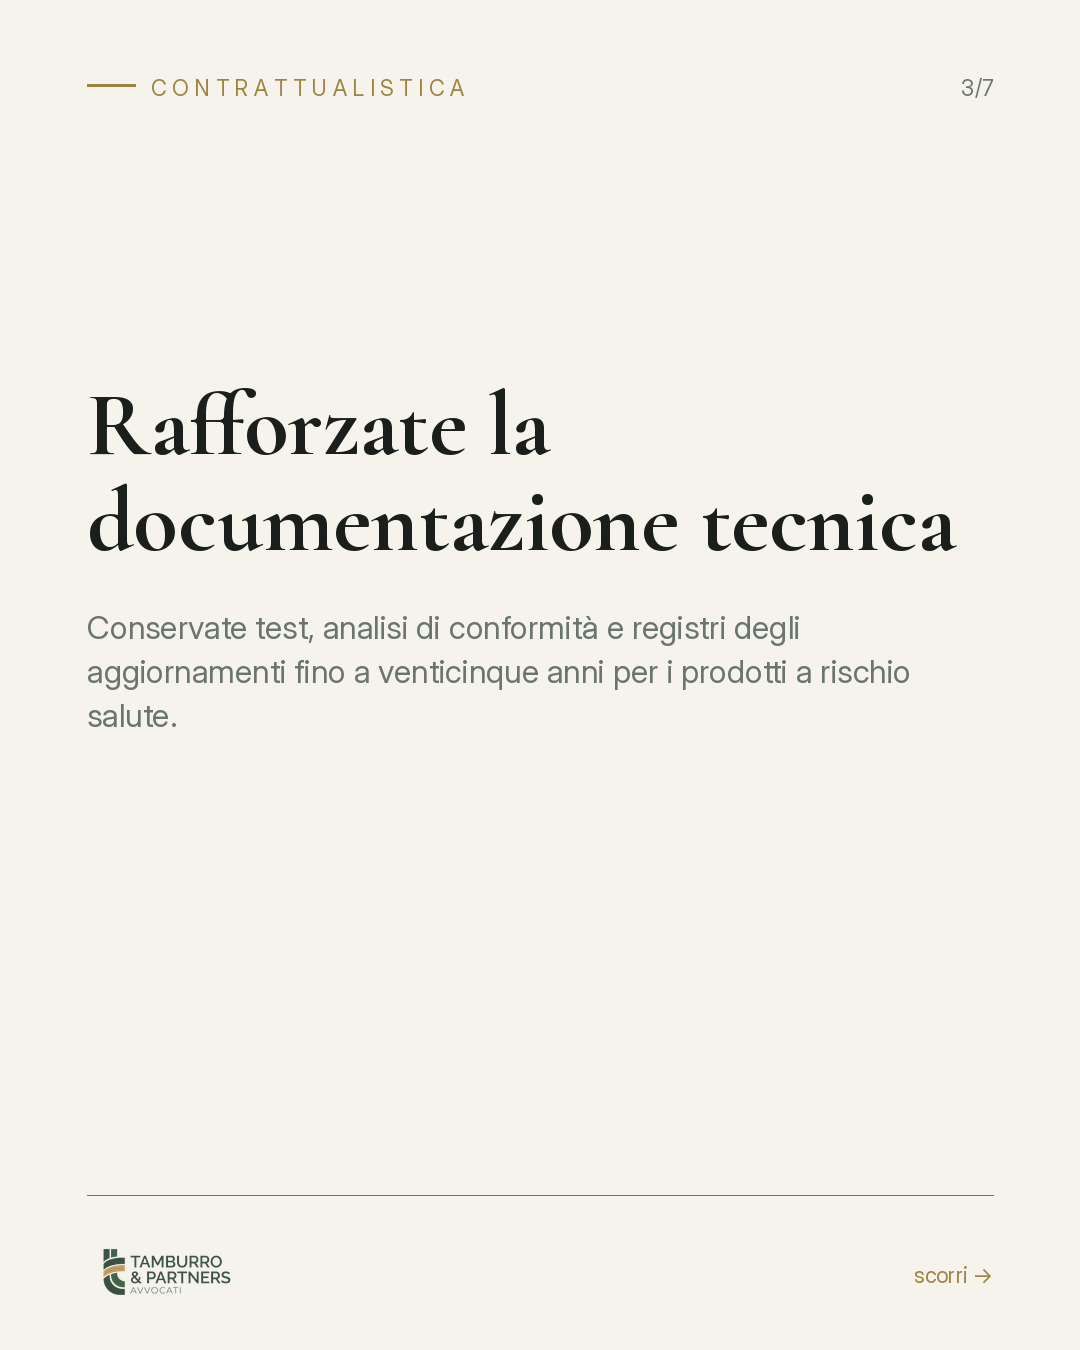 CONTRATTUALISTICA
3/7
Rafforzate la
documentazione tecnica
Conservate test, analisi di conformità e registri degli
aggiornamenti fino a venticinque anni per i prodotti a rischio
salute.
TAMBURRO
& PARTNERS
AVVOCATI
scorri →